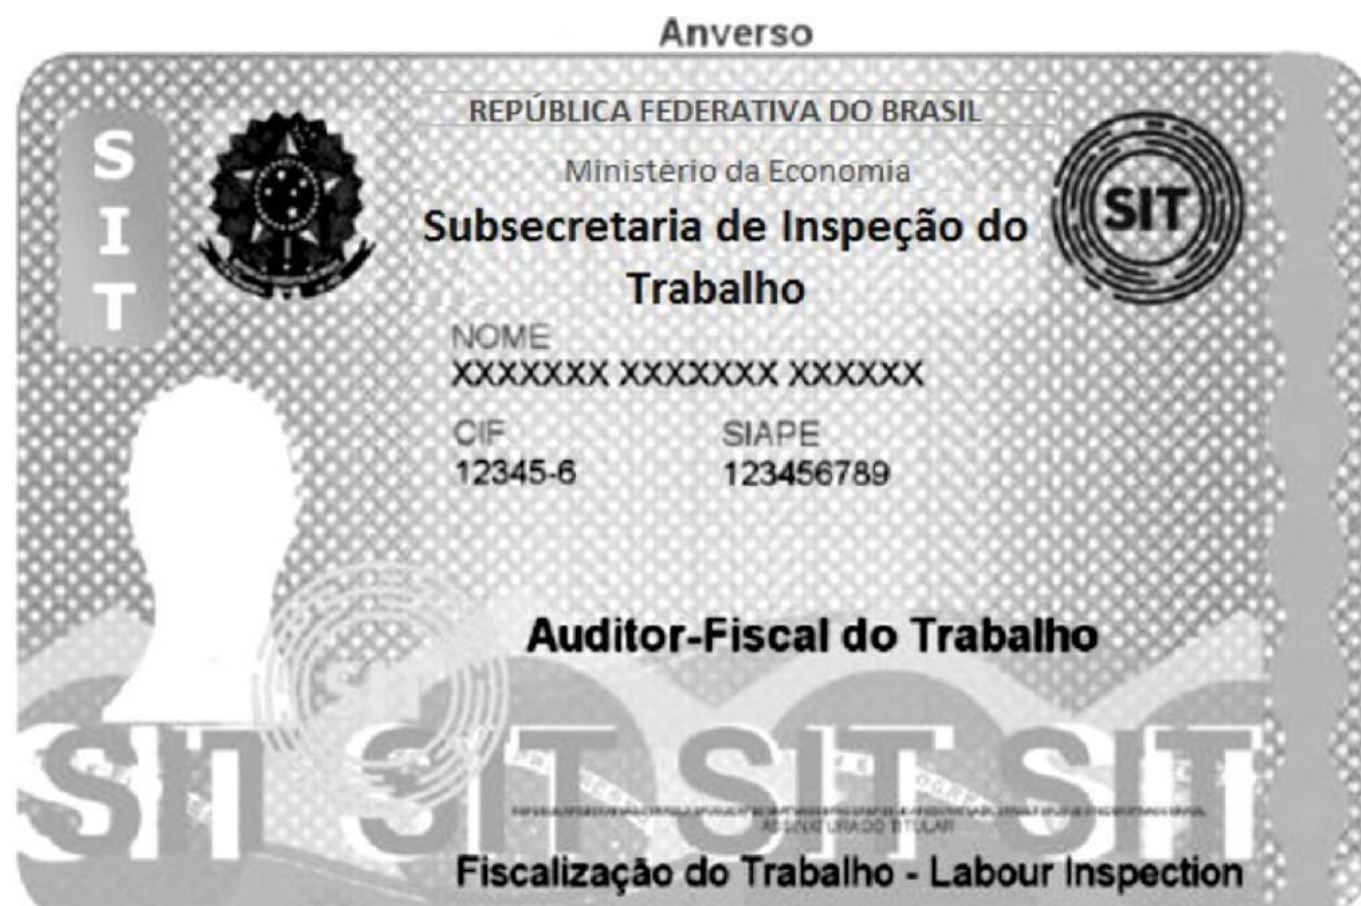 Anverso
SIT
REPÚBLICA FEDERATIVA DO BRASIL
Ministério da Economia
Subsecretaria de Inspeção do
Trabalho
SIT
NOME
XXXXXXX XXXXXXX XXXXXX
CIF SIAPE
12345-6 123456789
Auditor-Fiscal do Trabalho
SIT
SIT SIT SIT SIT
ASSINATURA DO TITULAR
Fiscalização do Trabalho - Labour Inspection